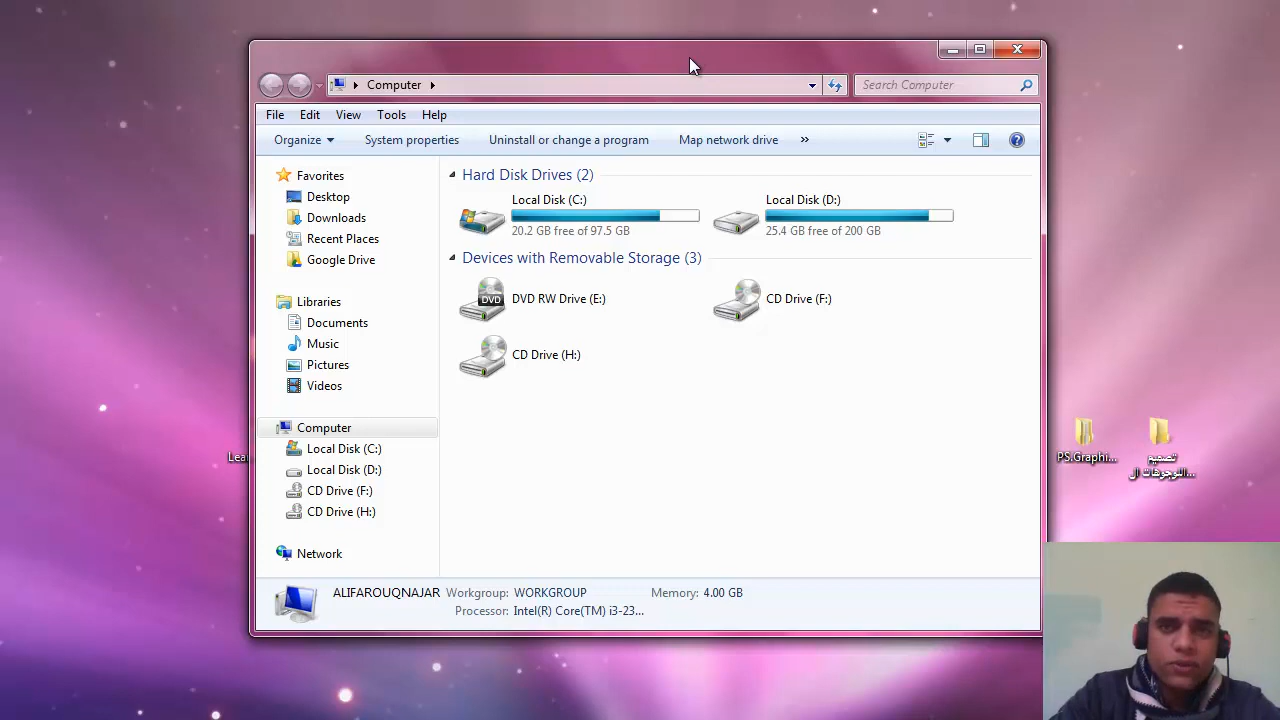 Computer
Search Computer
File Edit View Tools Help
Organize System properties Uninstall or change a program Map network drive »
Favorites
Desktop
Downloads
Recent Places
Google Drive
Libraries
Documents
Music
Pictures
Videos
Computer
Local Disk (C:)
Local Disk (D:)
CD Drive (F:)
CD Drive (H:)
Network
Hard Disk Drives (2)
Local Disk (C:)
20.2 GB free of 97.5 GB
Local Disk (D:)
25.4 GB free of 200 GB
Devices with Removable Storage (3)
DVD
DVD RW Drive (E:)
CD Drive (F:)
CD Drive (H:)
ALIFAROUQNAJAR Workgroup: WORKGROUP Memory: 4.00 GB
Processor: Intel(R) Core(TM) i3-23...
Lea
PS.Graphi...
تصميم
اللوجوهات ال...